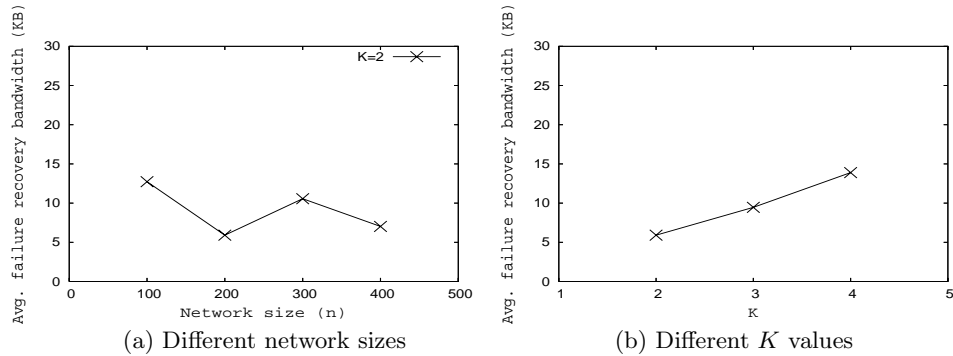 Avg. failure recovery bandwidth (KB)
30
25
20
15
10
5
0
0 100 200 300 400 500
Network size (n)
K=2
(a) Different network sizes
Avg. failure recovery bandwidth (KB)
30
25
20
15
10
5
0
1 2 3 4 5
K
(b) Different K values